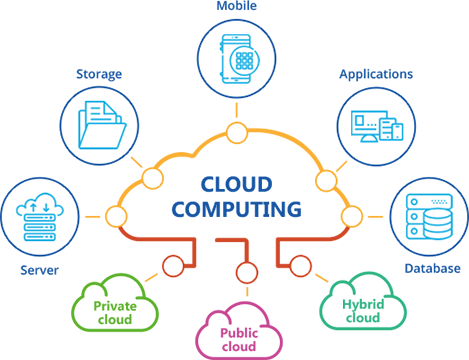 Mobile
Storage
Applications
CLOUD
COMPUTING
Server
Database
Private
cloud
Public
cloud
Hybrid
cloud